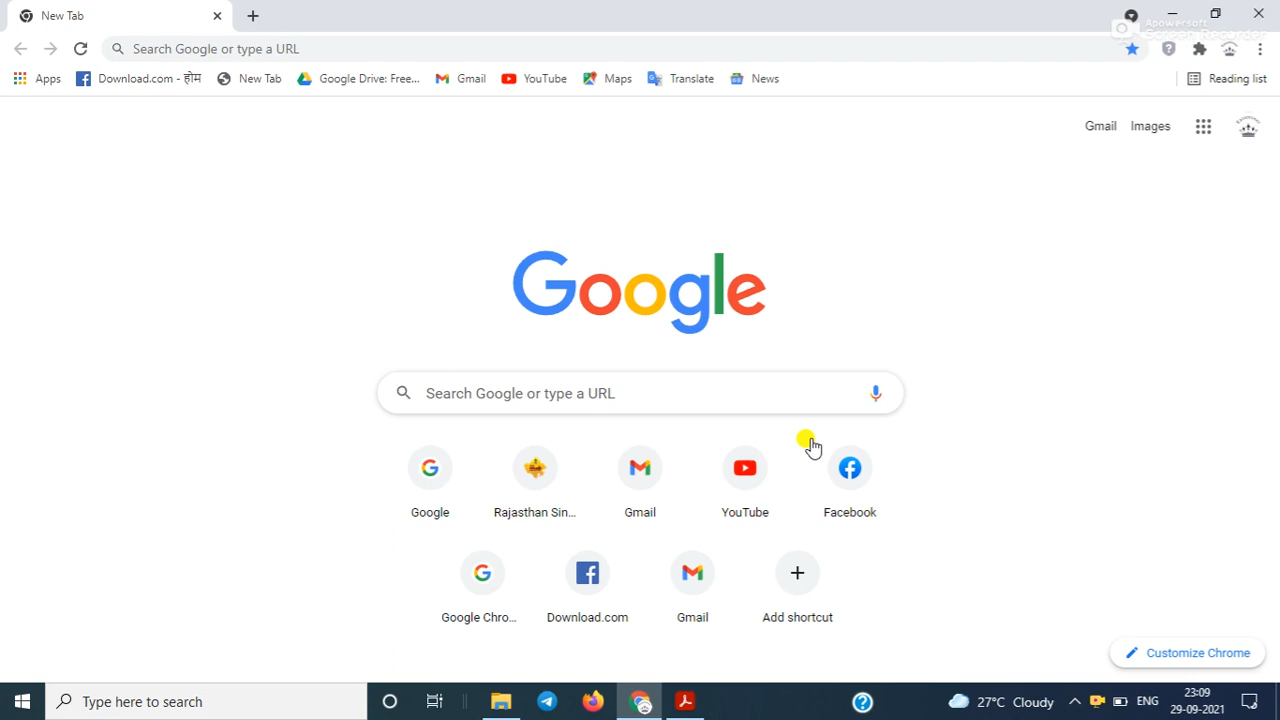 New Tab
Apowersoft
Screen Recorder
Search Google or type a URL
Apps
Download.com - होम
New Tab
Google Drive: Free...
Gmail
YouTube
Maps
Translate
News
Reading list
Gmail
Images
Google
Search Google or type a URL
Google
Rajasthan Sin...
Gmail
YouTube
Facebook
Google Chro...
Download.com
Gmail
Add shortcut
Customize Chrome
Type here to search
27°C Cloudy
ENG
23:09
29-09-2021